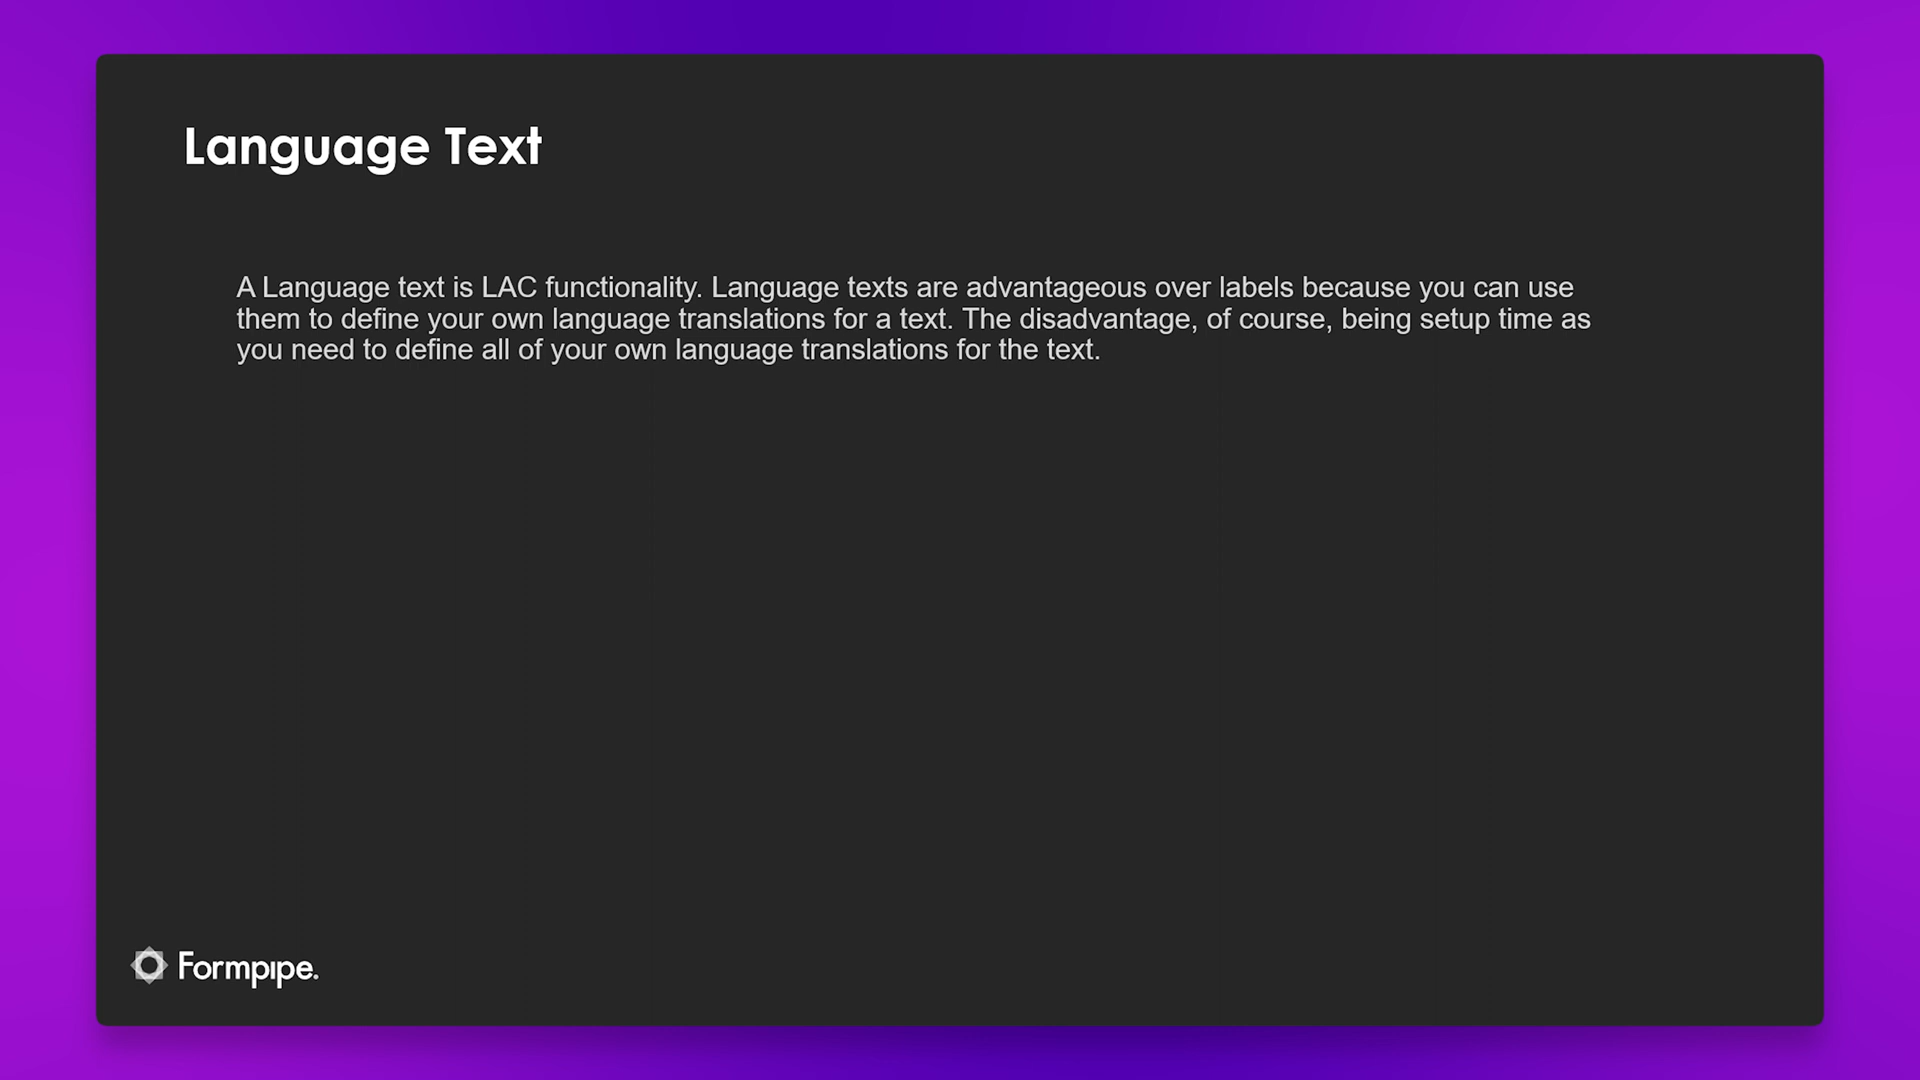 Language Text
A Language text is LAC functionality. Language texts are advantageous over labels because you can use
them to define your own language translations for a text. The disadvantage, of course, being setup time as
you need to define all of your own language translations for the text.
Formpipe.